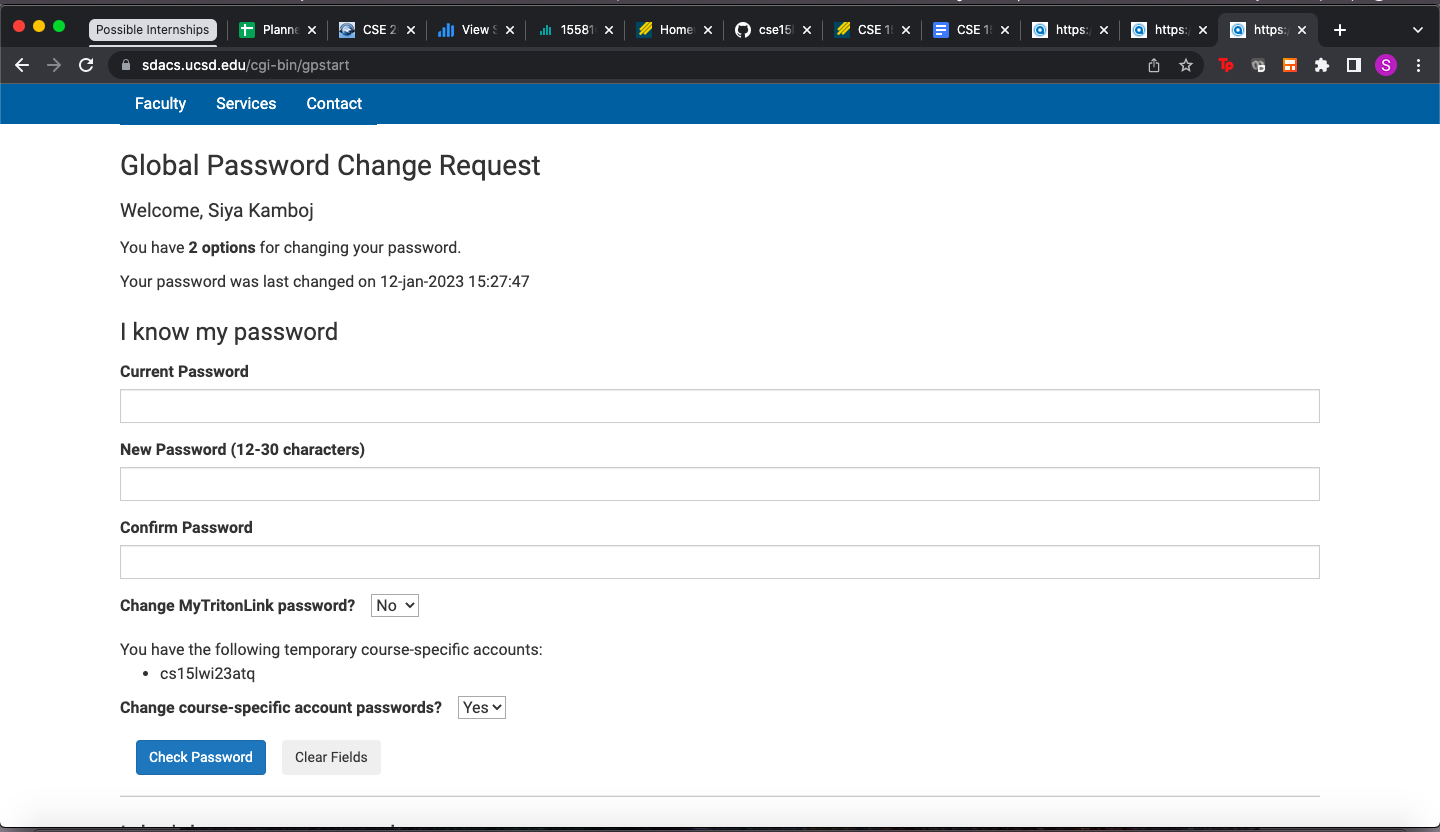 Possible Internships Planne CSE 2 View S 15581 Home cse15l CSE 1 CSE 1 https:/ https:/ https:/
sdacs.ucsd.edu/cgi-bin/gpstart Tp S
Faculty Services Contact
Global Password Change Request
Welcome, Siya Kamboj
You have 2 options for changing your password.
Your password was last changed on 12-jan-2023 15:27:47
I know my password
Current Password
New Password (12-30 characters)
Confirm Password
Change MyTritonLink password? No
You have the following temporary course-specific accounts:
• cs15lwi23atq
Change course-specific account passwords? Yes
Check Password Clear Fields